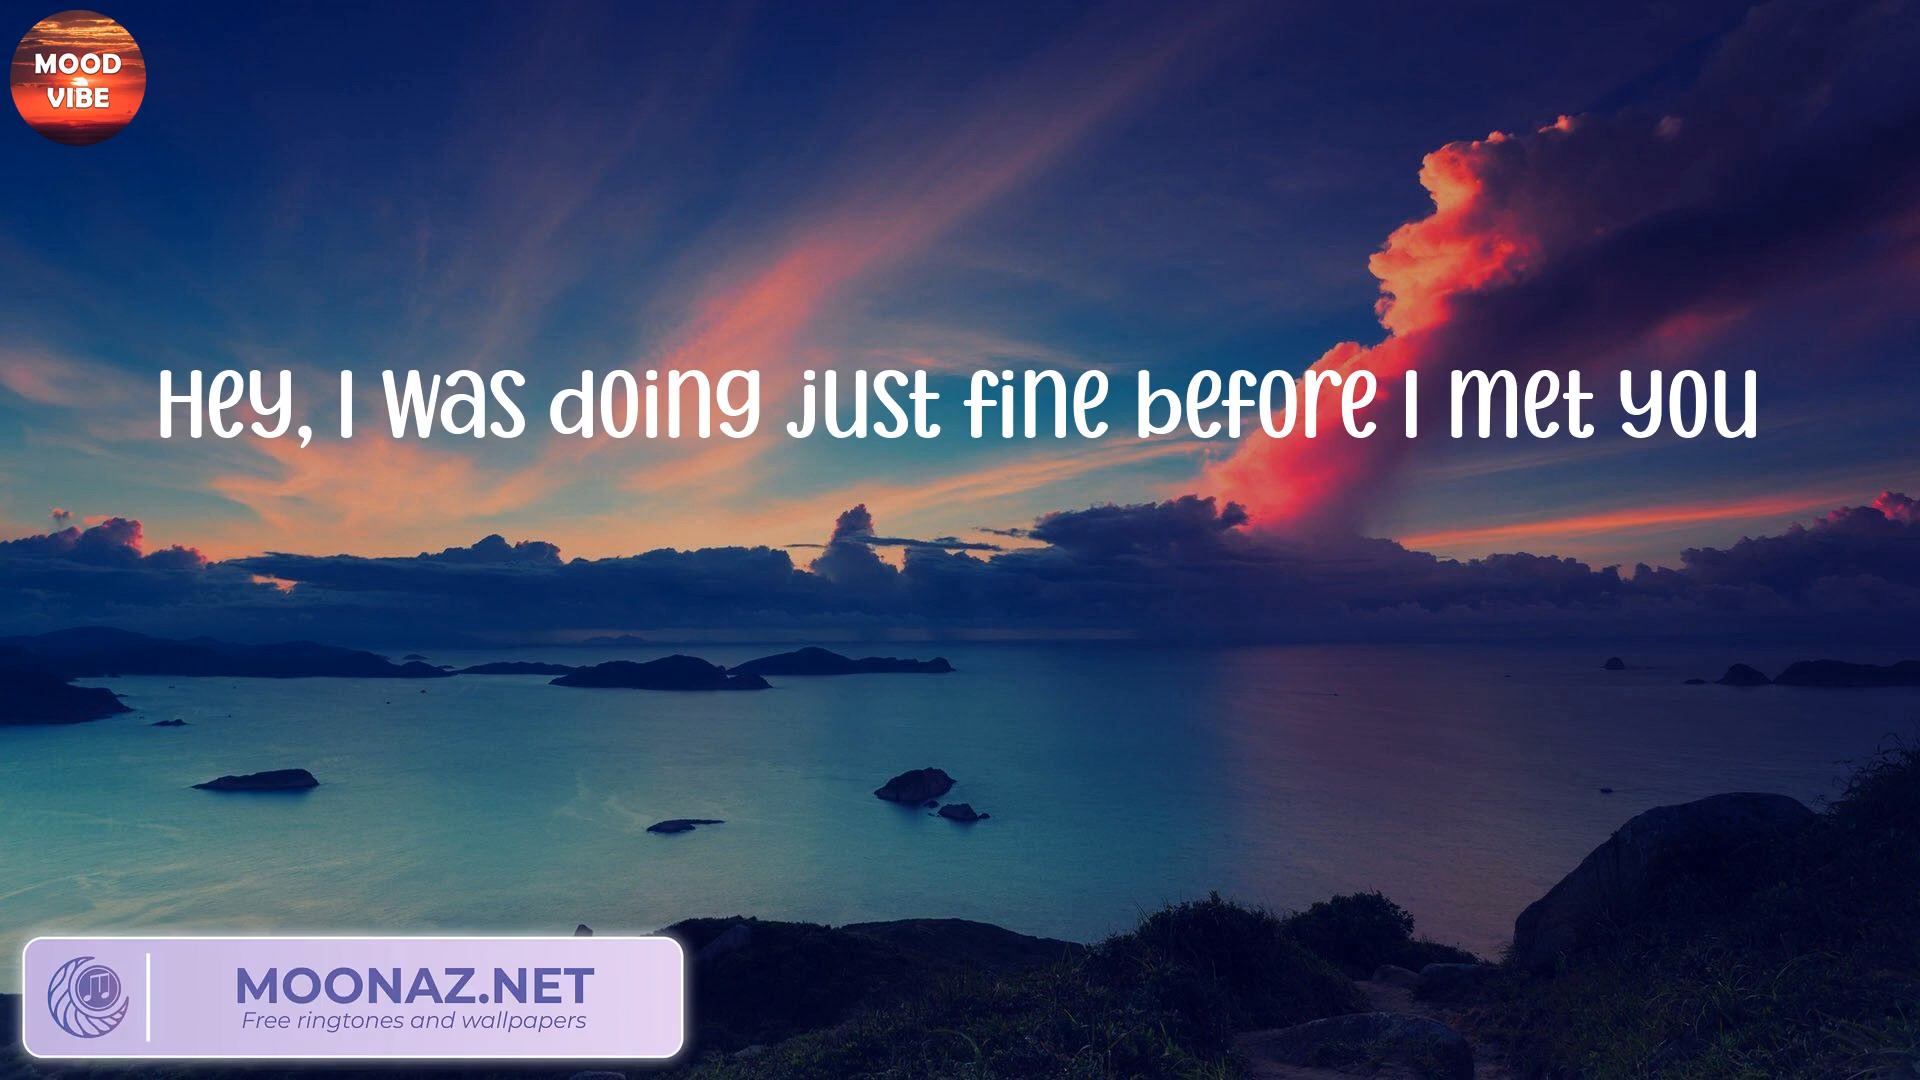 MOOD
VIBE
Hey, I was doing just fine before I met you
MOONAZ.NET
Free ringtones and wallpapers